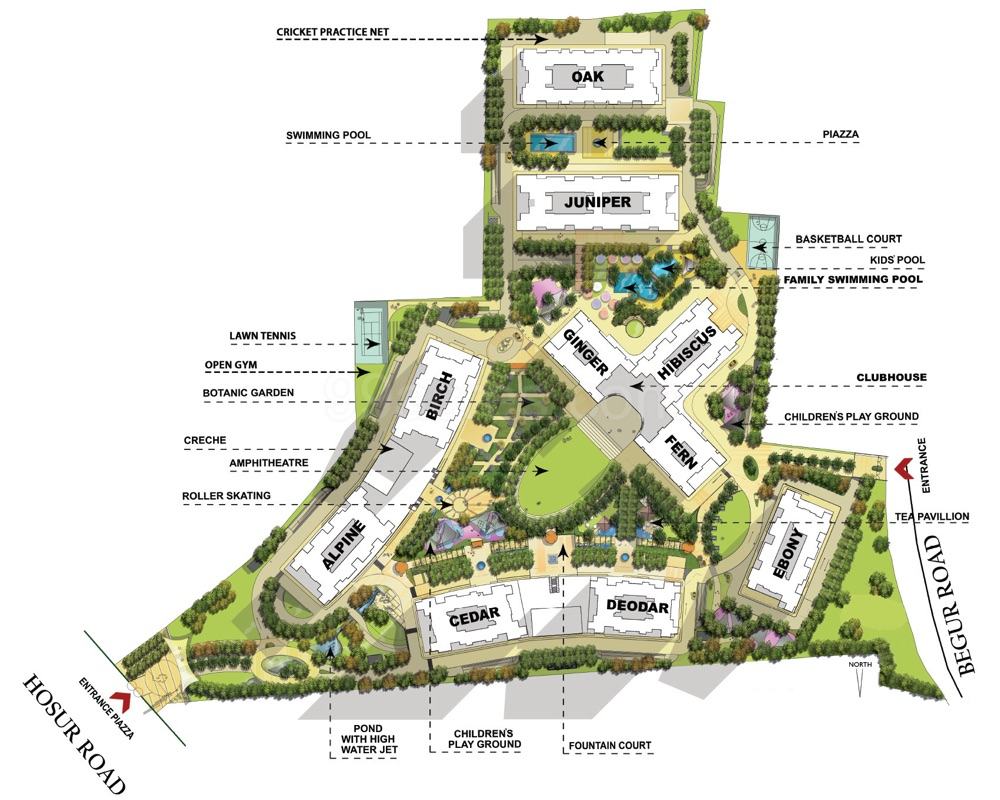 CRICKET PRACTICE NET
OAK
SWIMMING POOL
PIAZZA
JUNIPER
BASKETBALL COURT
KIDS' POOL
FAMILY SWIMMING POOL
LAWN TENNIS
GINGER
HIBISCUS
OPEN GYM
BIRCH
CLUBHOUSE
BOTANIC GARDEN
CHILDREN'S PLAY GROUND
CRECHE
FERN
ENTRANCE
AMPHITHEATRE
ROLLER SKATING
TEA PAVILLION
ALPINE
EBONY
BEGUR ROAD
CEDAR
DEODAR
NORTH
ENTRANCE PIAZZA
HOSUR ROAD
POND
WITH HIGH
WATER JET
CHILDREN'S
PLAY GROUND
FOUNTAIN COURT